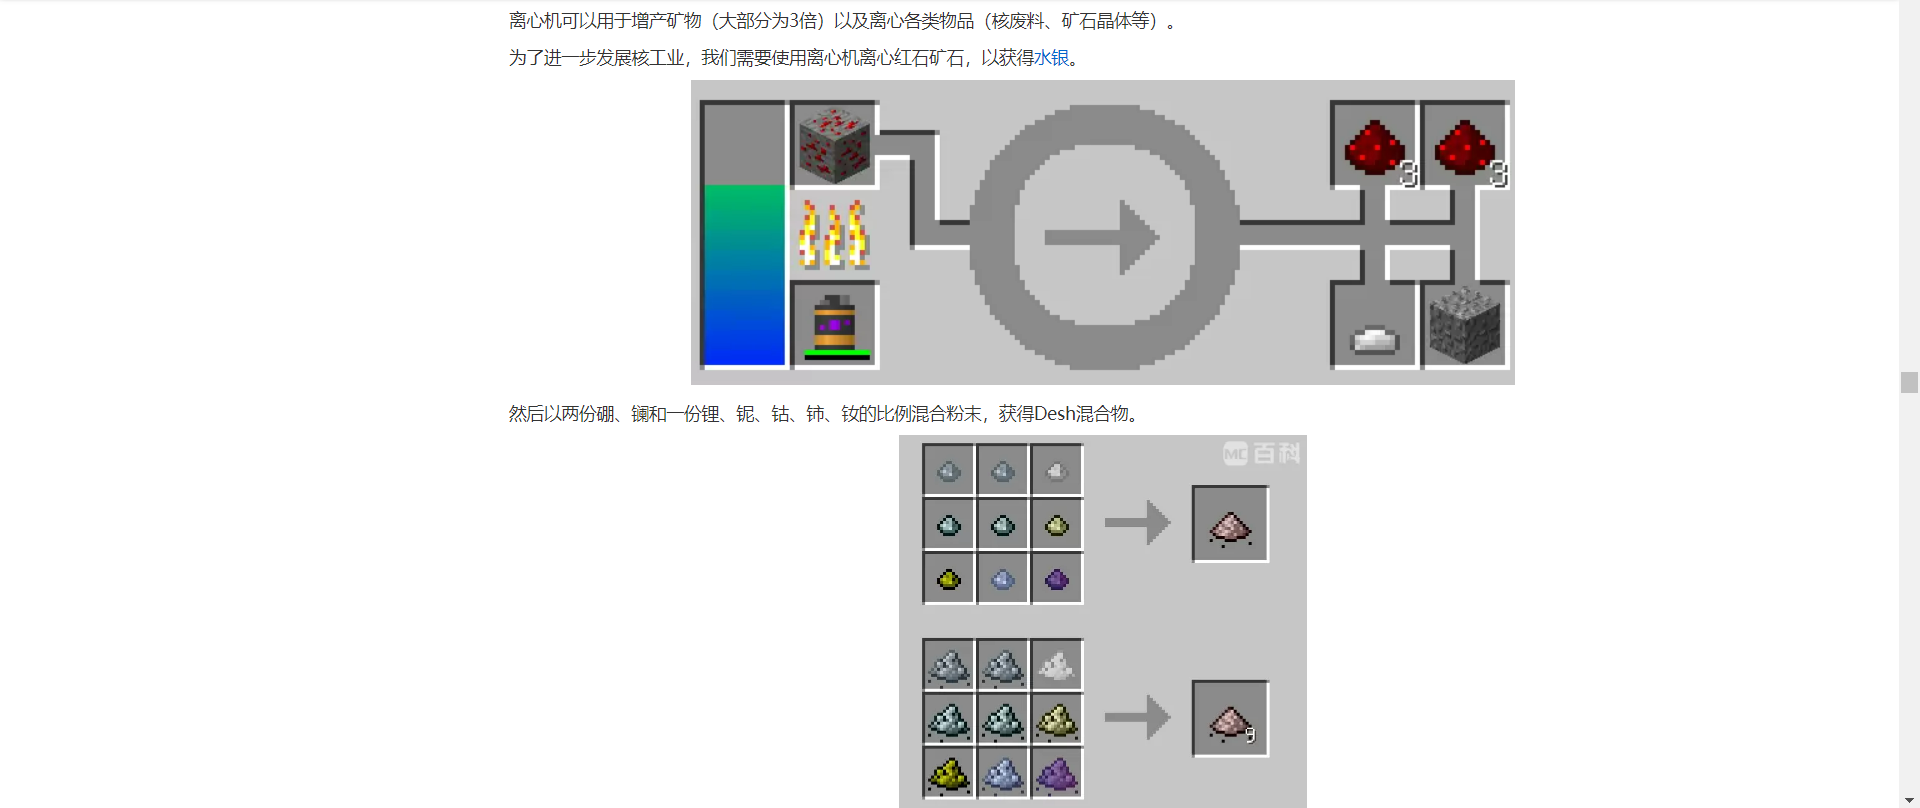 离心机可以用于增产矿物（大部分为3倍）以及离心各类物品（核废料、矿石晶体等）。
为了进一步发展核工业，我们需要使用离心机离心红石矿石，以获得水银。
3 3
然后以两份硼、镧和一份锂、铌、钴、铈、钕的比例混合粉末，获得Desh混合物。
MC 百科
9